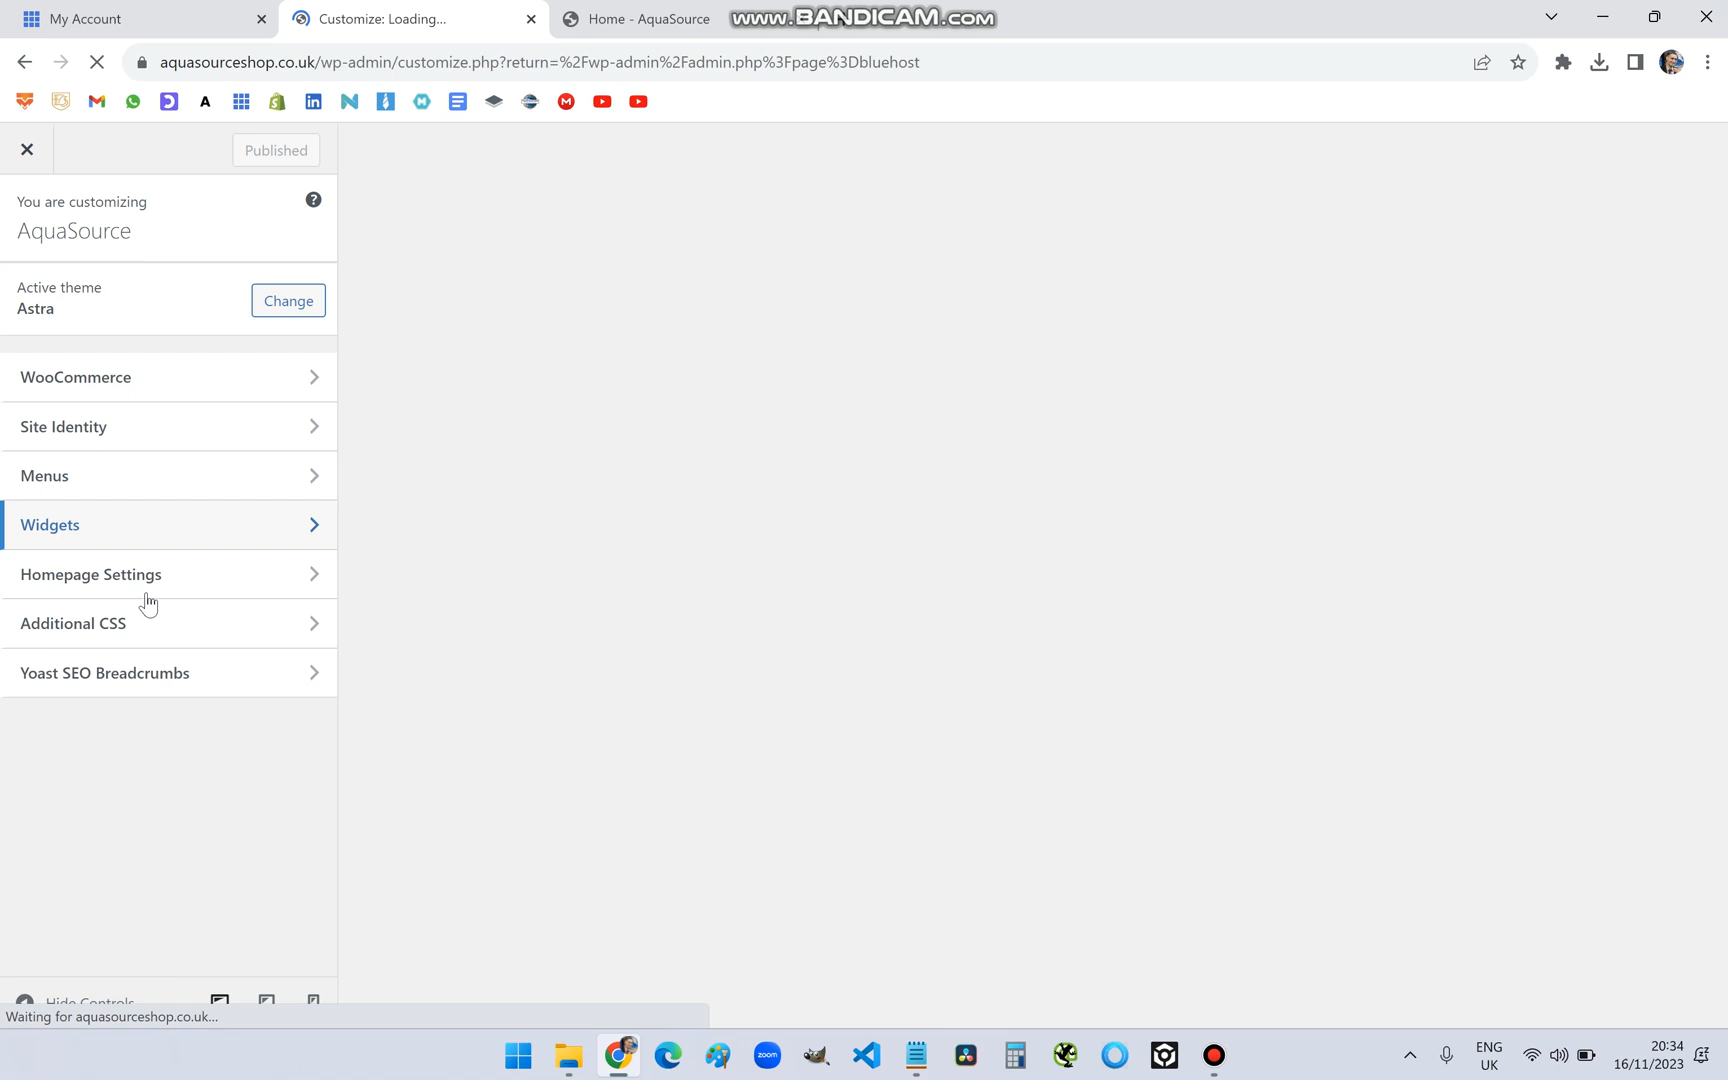 My Account
Customize: Loading...
Home - AquaSource
www.BANDICAM.com
aquasourceshop.co.uk/wp-admin/customize.php?return=%2Fwp-admin%2Fadmin.php%3Fpage%3Dbluehost
Published
You are customizing
AquaSource
Active theme
Astra
Change
WooCommerce
Site Identity
Menus
Widgets
Homepage Settings
Additional CSS
Yoast SEO Breadcrumbs
Hide Controls
Waiting for aquasourceshop.co.uk...
zoom
ENG
UK
20:34
16/11/2023